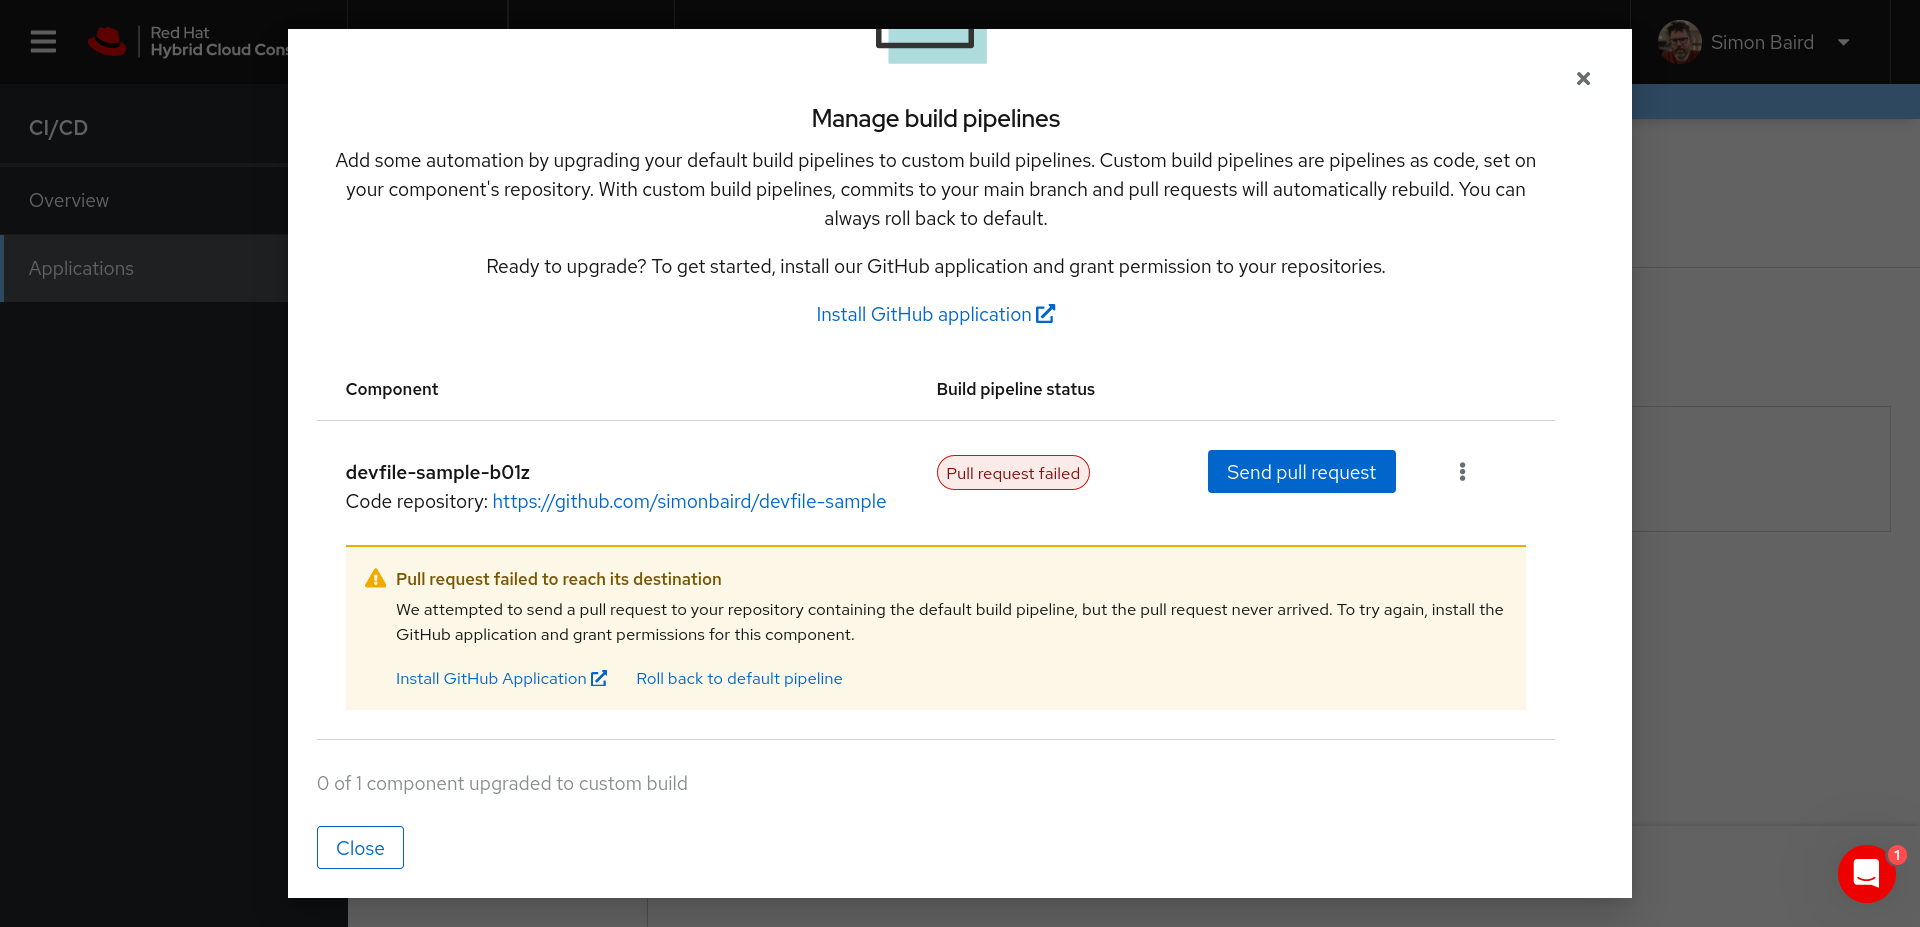 Red Hat
Hybrid Cloud Cons
Simon Baird
CI/CD
Overview
Applications
Manage build pipelines
Add some automation by upgrading your default build pipelines to custom build pipelines. Custom build pipelines are pipelines as code, set on
your component's repository. With custom build pipelines, commits to your main branch and pull requests will automatically rebuild. You can
always roll back to default.
Ready to upgrade? To get started, install our GitHub application and grant permission to your repositories.
Install GitHub application
Component
Build pipeline status
devfile-sample-b01z
Pull request failed
Send pull request
Code repository: https://github.com/simonbaird/devfile-sample
Pull request failed to reach its destination
We attempted to send a pull request to your repository containing the default build pipeline, but the pull request never arrived. To try again, install the
GitHub application and grant permissions for this component.
Install GitHub Application
Roll back to default pipeline
0 of 1 component upgraded to custom build
Close
1